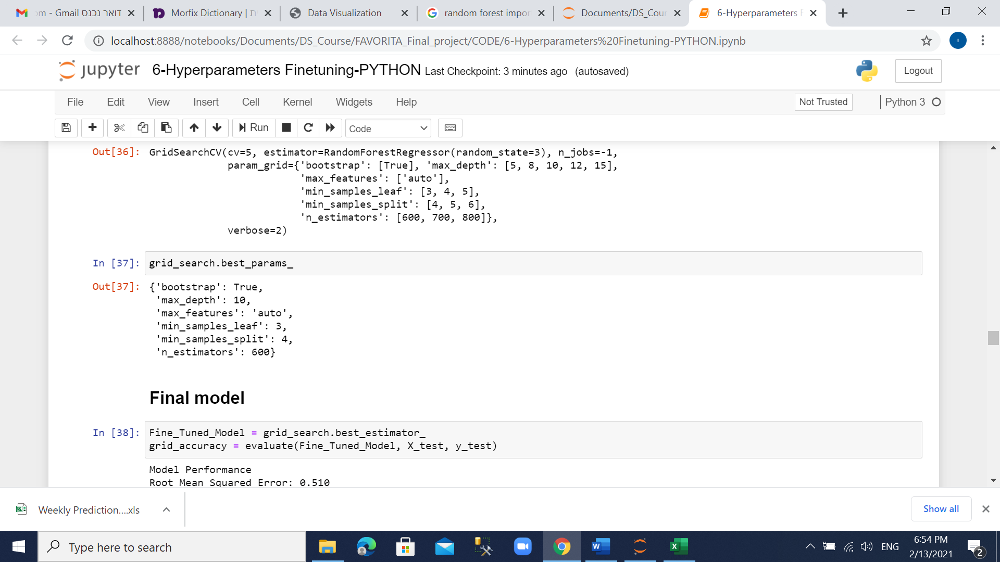 דואר נכנס - Gmail
Morfix Dictionary |
Data Visualization
random forest impor
Documents/DS_Cour
6-Hyperparameters F
localhost:8888/notebooks/Documents/DS_Course/FAVORITA_Final_project/CODE/6-Hyperparameters%20Finetuning-PYTHON.ipynb
jupyter 6-Hyperparameters Finetuning-PYTHON Last Checkpoint: 3 minutes ago (autosaved)
Logout
File Edit View Insert Cell Kernel Widgets Help
Not Trusted
Python 3
Run
Code
Out[36]: GridSearchCV(cv=5, estimator=RandomForestRegressor(random_state=3), n_jobs=-1,
param_grid={'bootstrap': [True], 'max_depth': [5, 8, 10, 12, 15],
'max_features': ['auto'],
'min_samples_leaf': [3, 4, 5],
'min_samples_split': [4, 5, 6],
'n_estimators': [600, 700, 800]},
verbose=2)
In [37]: grid_search.best_params_
Out[37]: {'bootstrap': True,
'max_depth': 10,
'max_features': 'auto',
'min_samples_leaf': 3,
'min_samples_split': 4,
'n_estimators': 600}
Final model
In [38]: Fine_Tuned_Model = grid_search.best_estimator_
grid_accuracy = evaluate(Fine_Tuned_Model, X_test, y_test)
Model Performance
Root Mean Squared Error: 0.510
Weekly Prediction....xls
Show all
Type here to search
ENG
6:54 PM
2/13/2021
2